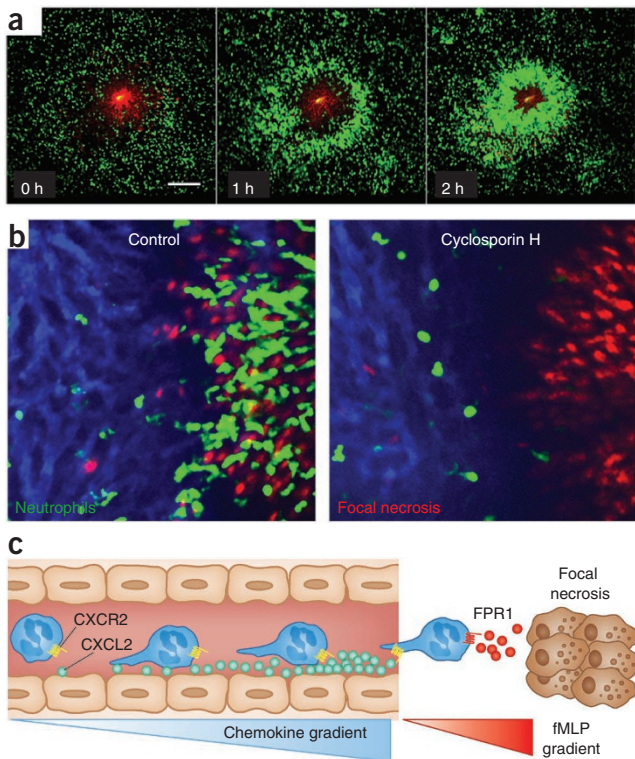 a
0 h
1 h
2 h
b
Control
Cyclosporin H
Neutrophils
Focal necrosis
c
CXCR2
CXCL2
FPR1
Focal
necrosis
Chemokine gradient
fMLP
gradient